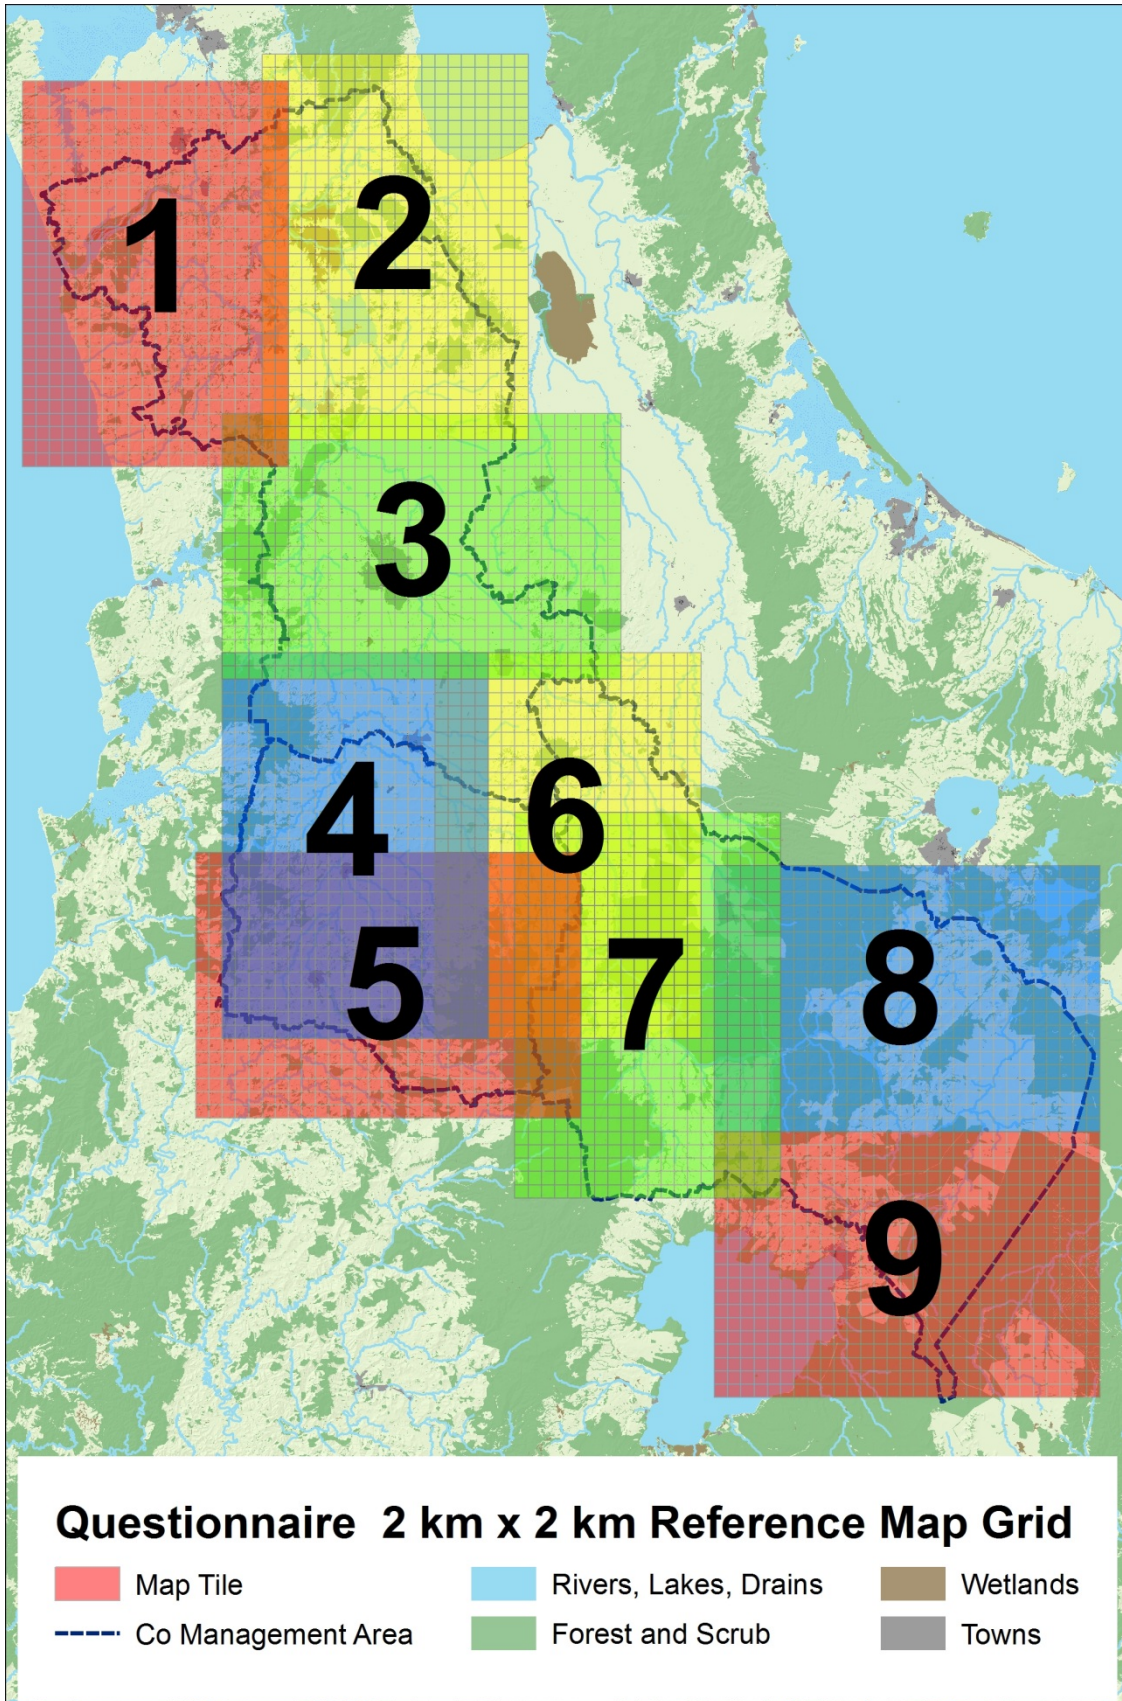 1
2
3
4
6
5
7
8
9
Questionnaire 2 km x 2 km Reference Map Grid
Map Tile
Rivers, Lakes, Drains
Wetlands
Co Management Area
Forest and Scrub
Towns